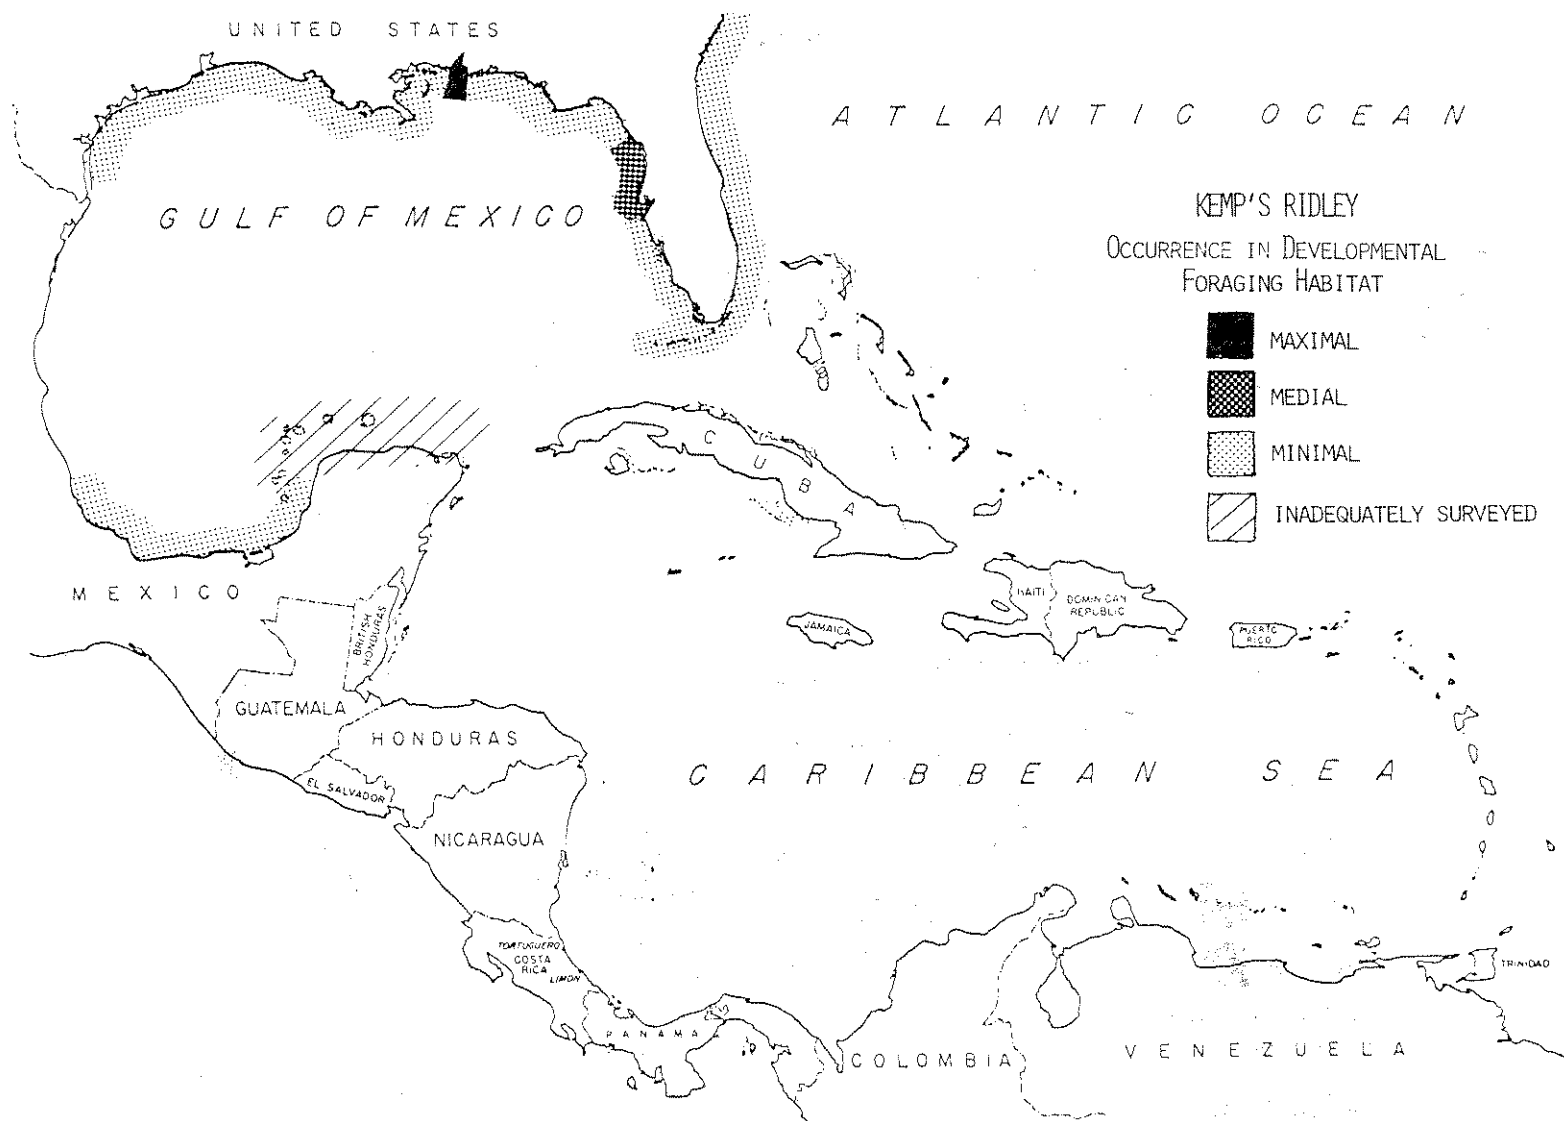 UNITED STATES
ATLANTIC OCEAN
GULF OF MEXICO
KEMP'S RIDLEY
OCCURRENCE IN DEVELOPMENTAL
FORAGING HABITAT
MAXIMAL
MEDIAL
MINIMAL
INADEQUATELY SURVEYED
CUBA
MEXICO
HAITI
DOMINICAN
REPUBLIC
JAMAICA
PUERTO
RICO
BRITISH
HONDURAS
GUATEMALA
HONDURAS
EL SALVADOR
CARIBBEAN SEA
NICARAGUA
TORTUGUERO
COSTA
RICA
LIMON
TRINIDAD
PANAMA
COLOMBIA
VENEZUELA